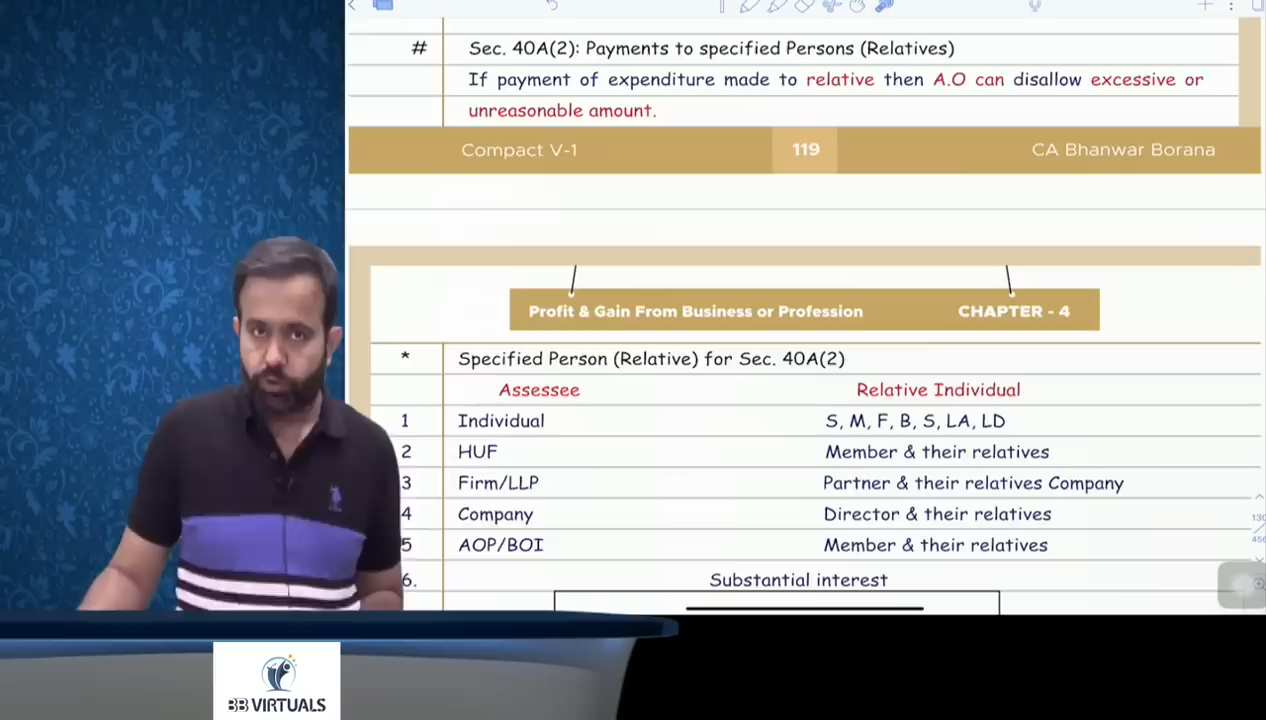 # Sec. 40A(2): Payments to specified Persons (Relatives)
If payment of expenditure made to relative then A.O can disallow excessive or
unreasonable amount.
Compact V-1 119 CA Bhanwar Borana
Profit & Gain From Business or Profession CHAPTER - 4
* Specified Person (Relative) for Sec. 40A(2)
Assessee Relative Individual
1 Individual S, M, F, B, S, LA, LD
2 HUF Member & their relatives
3 Firm/LLP Partner & their relatives Company
4 Company Director & their relatives
5 AOP/BOI Member & their relatives
6. Substantial interest
BB VIRTUALS